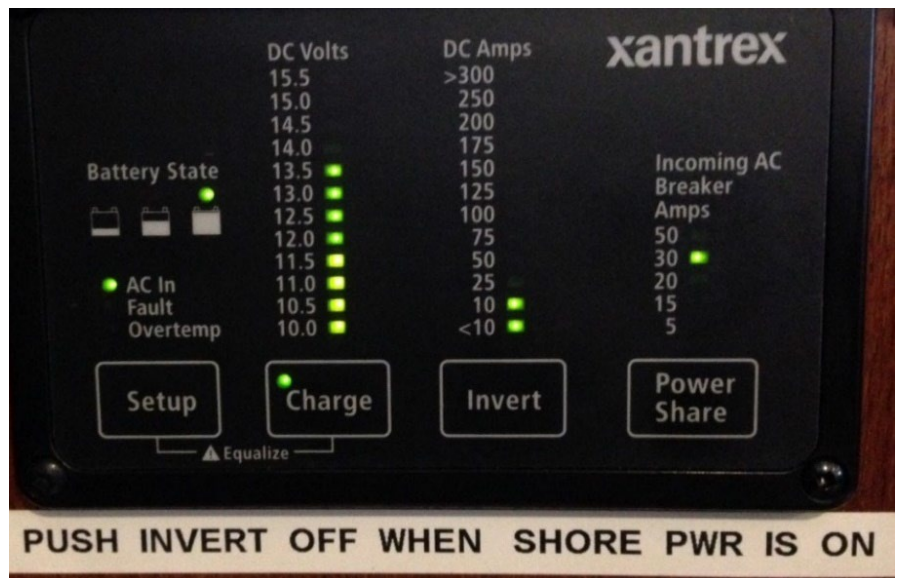 xantrex
DC Volts
15.5
15.0
14.5
14.0
13.5
13.0
12.5
12.0
11.5
11.0
10.5
10.0
DC Amps
>300
250
200
175
150
125
100
75
50
25
10
<10
Incoming AC
Breaker
Amps
50
30
20
15
5
Battery State
AC In
Fault
Overtemp
Setup
Charge
Invert
Power
Share
Equalize
PUSH INVERT OFF WHEN SHORE PWR IS ON